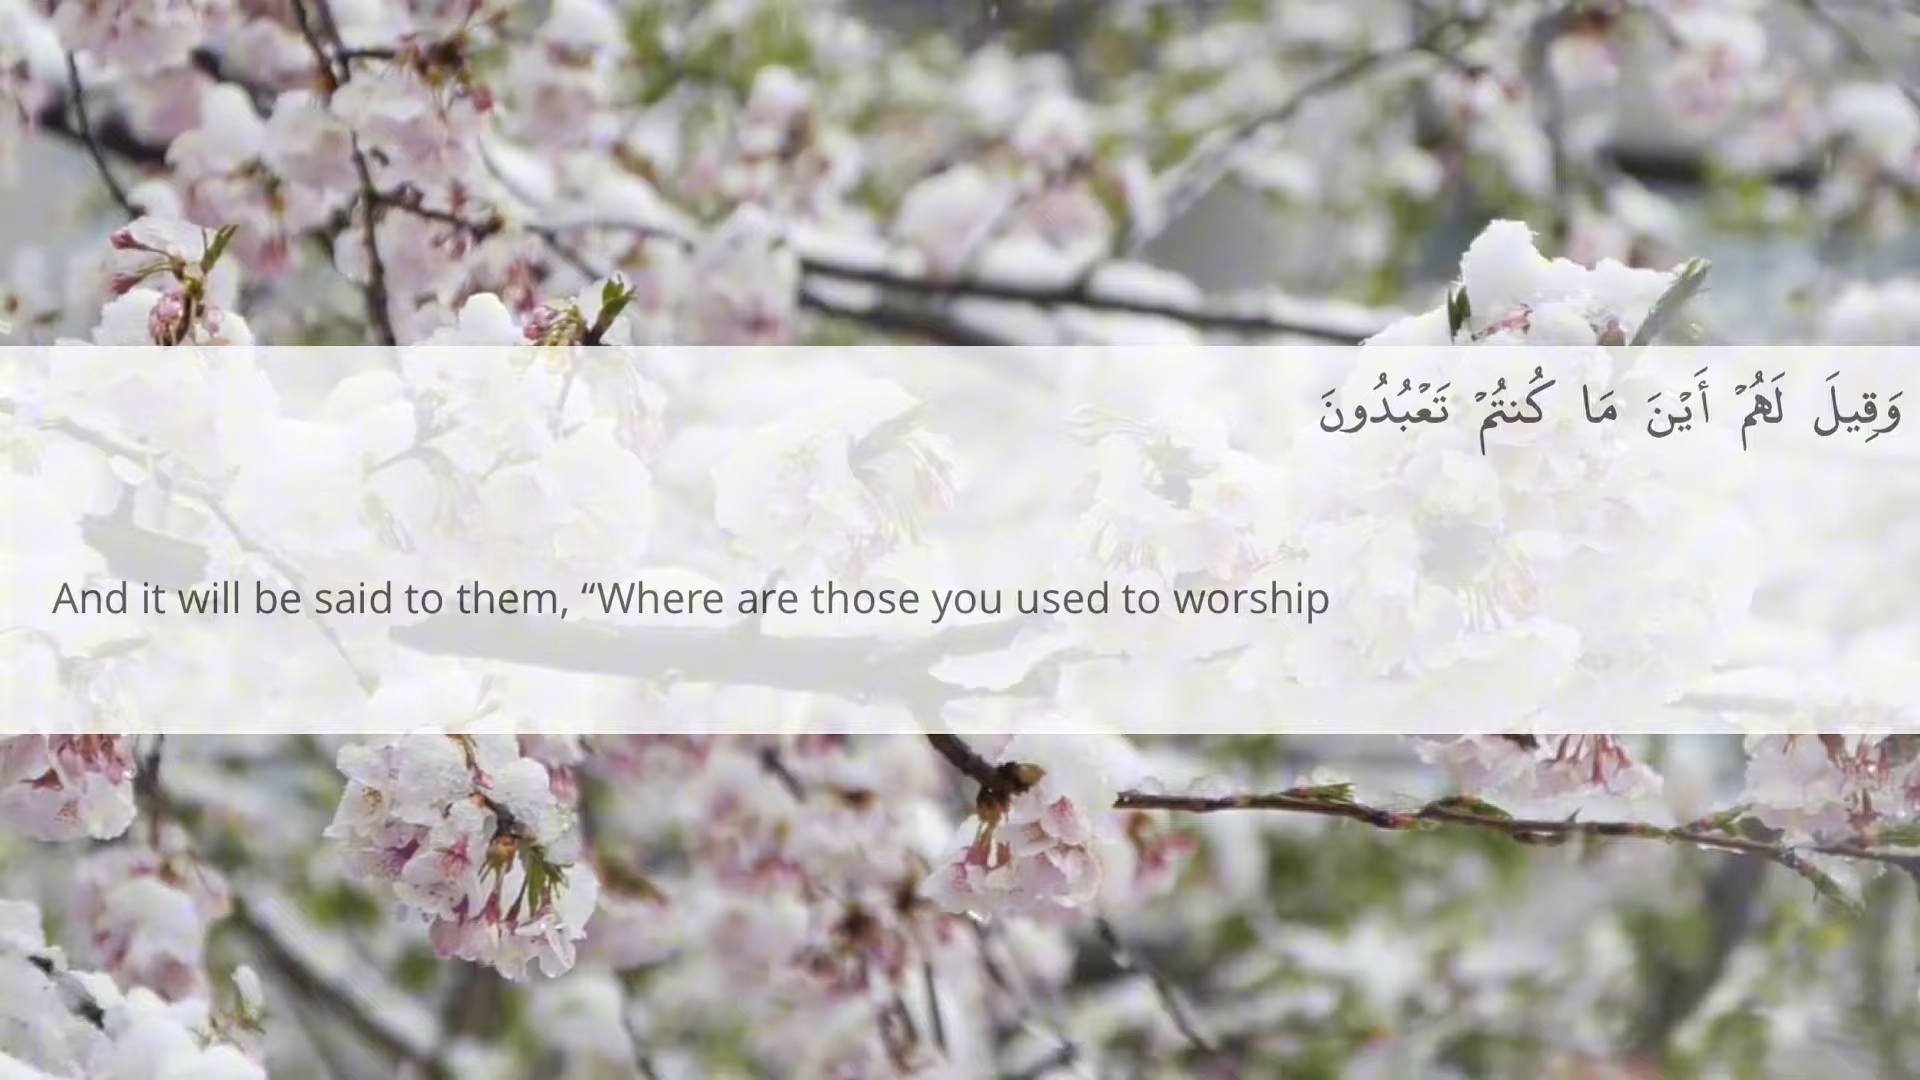 وَقِيلَ لَهُمْ أَيْنَ مَا كُنتُمْ تَعْبُدُونَ
And it will be said to them, “Where are those you used to worship